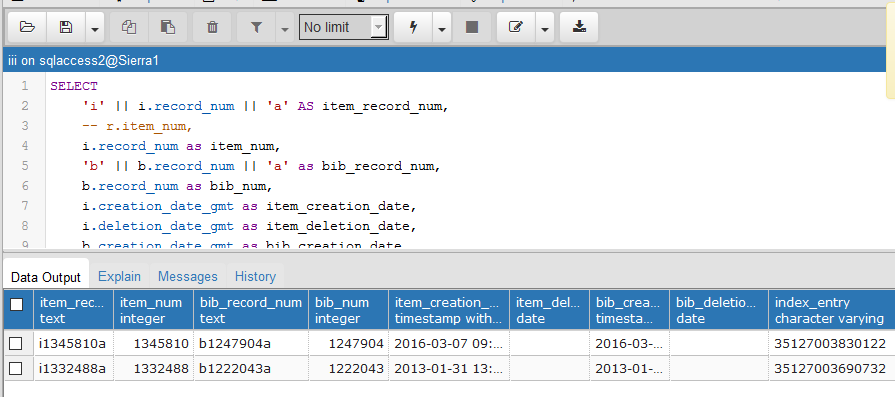 No limit
iii on sqlaccess2@Sierra1
1 SELECT
2 'i' || i.record_num || 'a' AS item_record_num,
3 -- r.item_num,
4 i.record_num as item_num,
5 'b' || b.record_num || 'a' as bib_record_num,
6 b.record_num as bib_num,
7 i.creation_date_gmt as item_creation_date,
8 i.deletion_date_gmt as item_deletion_date,
9 b.creation_date_gmt as bib_creation_date
Data Output Explain Messages History
item_rec... item_num bib_record_num bib_num item_creation_... item_del... bib_crea... bib_deletio... index_entry
text integer text integer timestamp with... date timesta... date character varying
i1345810a 1345810 b1247904a 1247904 2016-03-07 09:... 2016-03-... 35127003830122
i1332488a 1332488 b1222043a 1222043 2013-01-31 13:... 2013-01-... 35127003690732